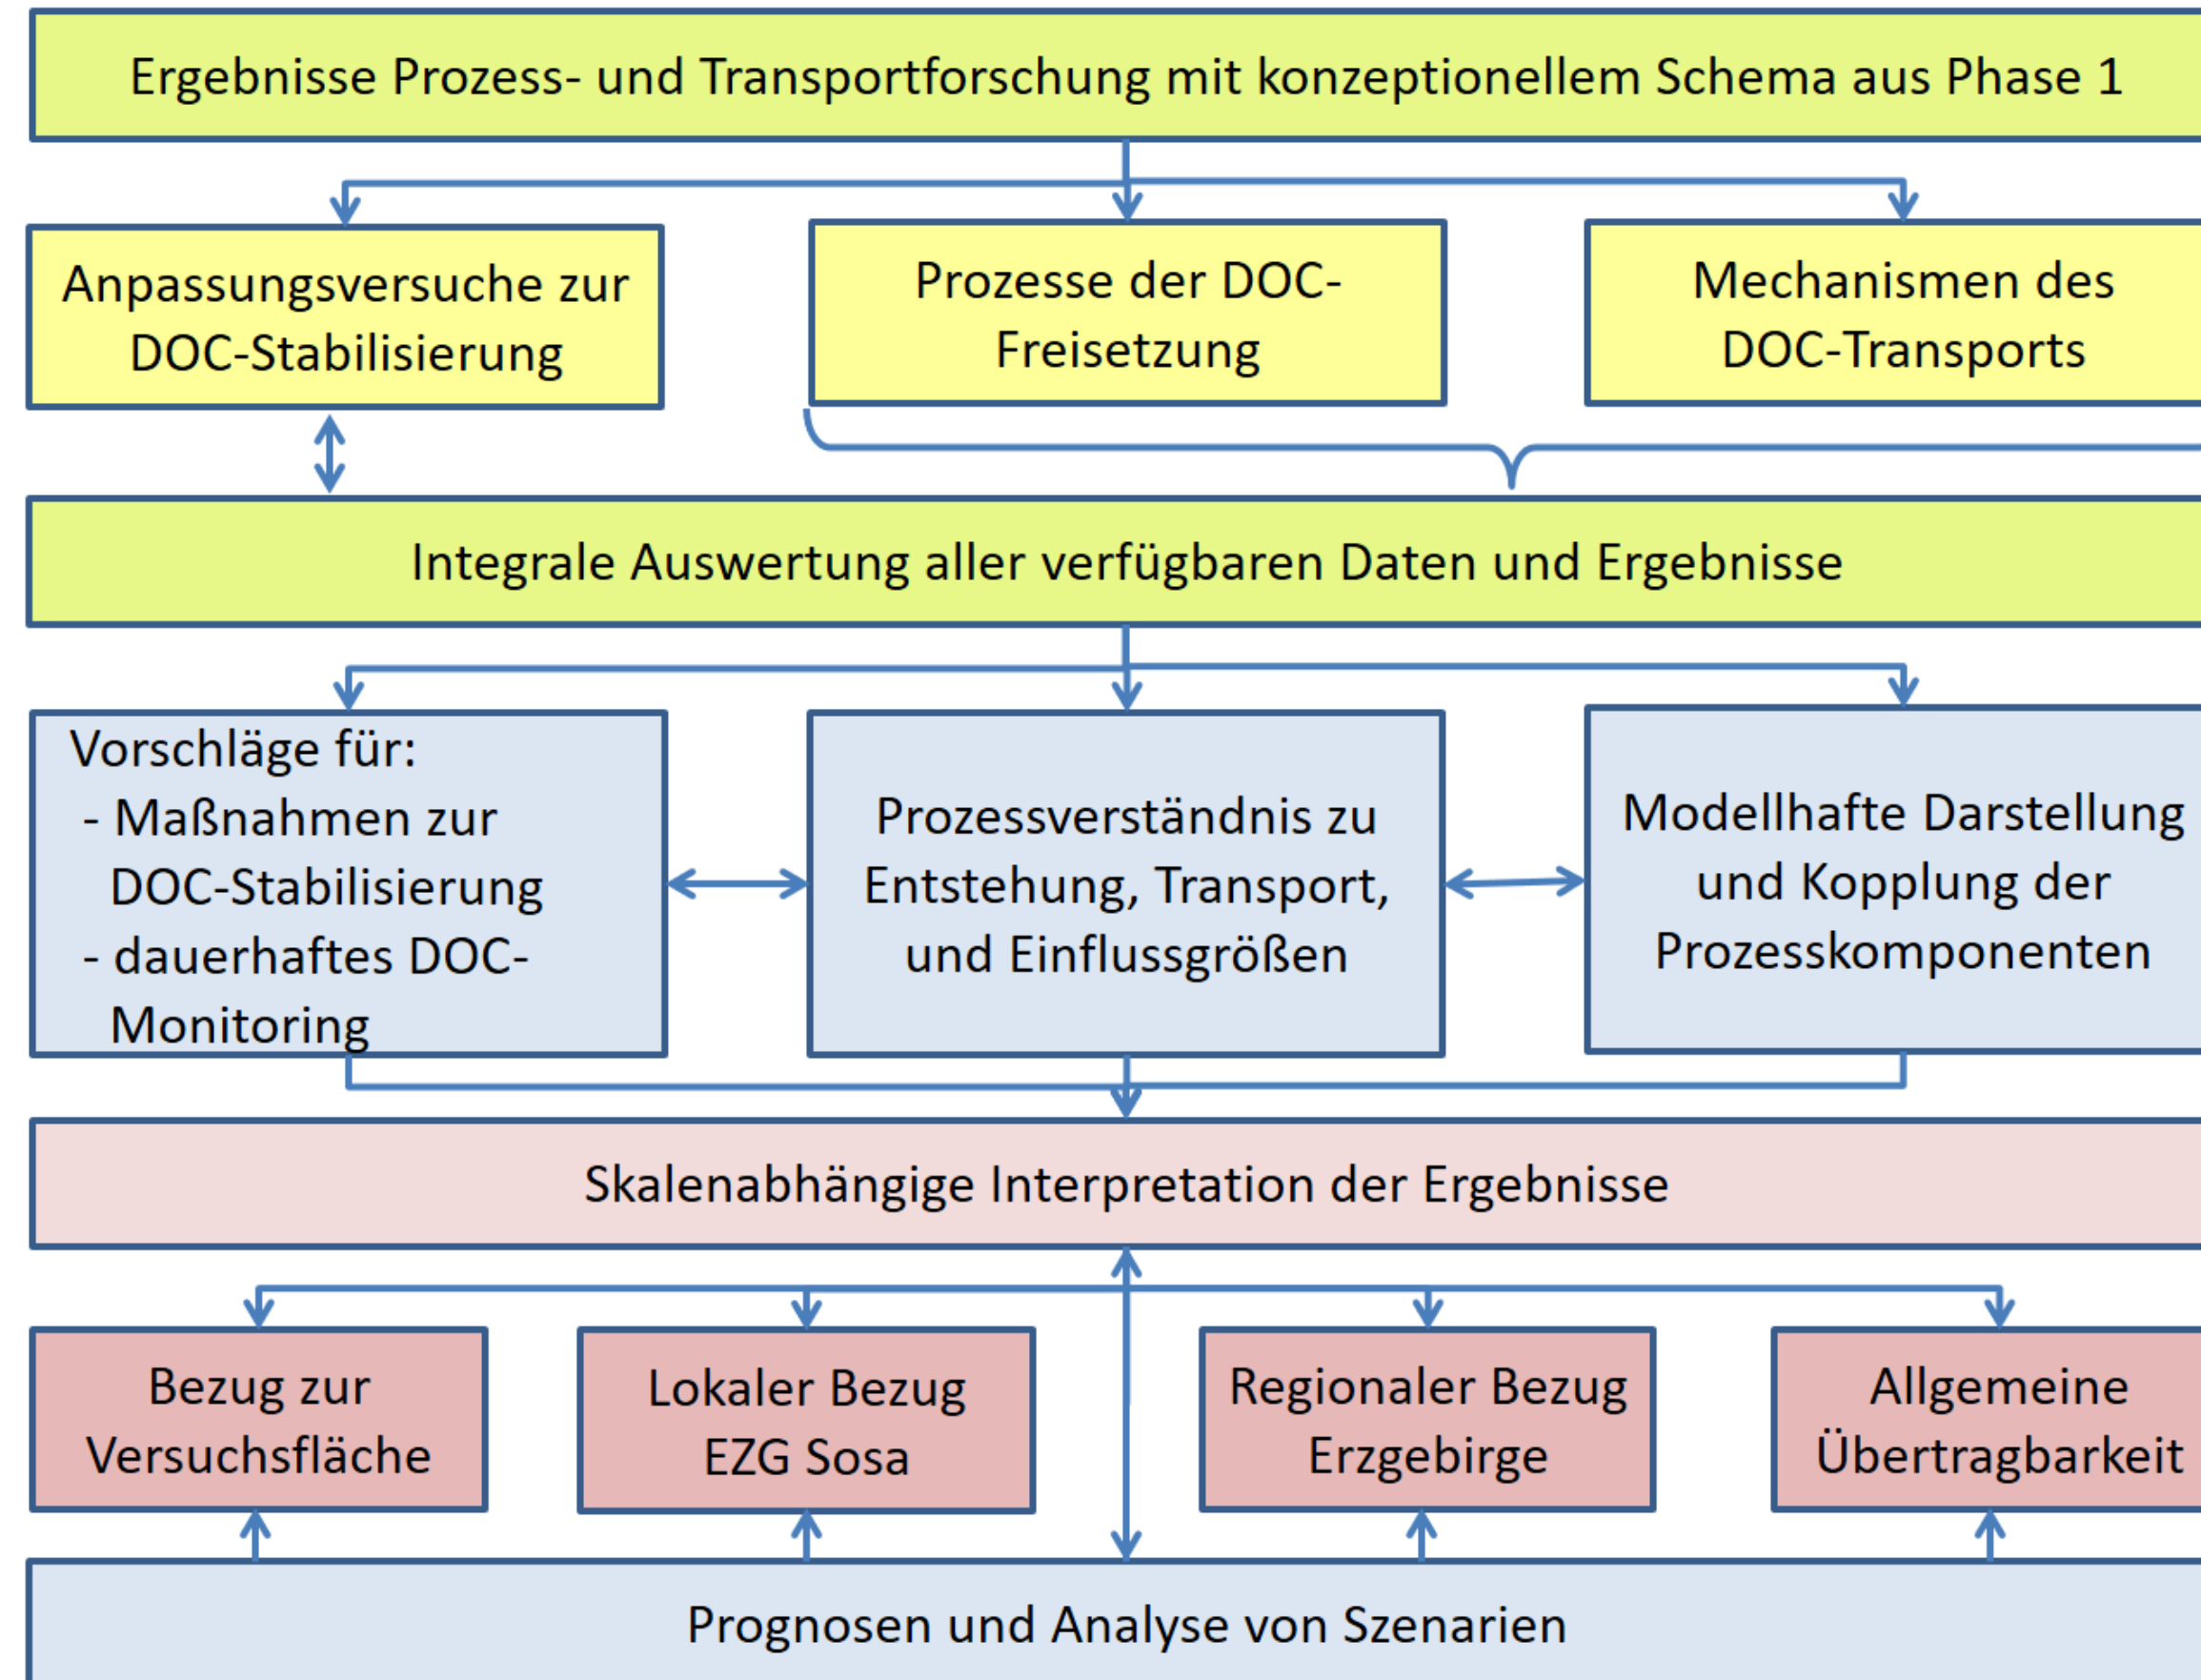 Ergebnisse Prozess- und Transportforschung mit konzeptionellem Schema aus Phase 1
Anpassungsversuche zur
DOC-Stabilisierung
Prozesse der DOC-
Freisetzung
Mechanismen des
DOC-Transports
Integrale Auswertung aller verfügbaren Daten und Ergebnisse
Vorschläge für:
- Maßnahmen zur
DOC-Stabilisierung
- dauerhaftes DOC-
Monitoring
Prozessverständnis zu
Entstehung, Transport,
und Einflussgrößen
Modellhafte Darstellung
und Kopplung der
Prozesskomponenten
Skalenabhängige Interpretation der Ergebnisse
Bezug zur
Versuchsfläche
Lokaler Bezug
EZG Sosa
Regionaler Bezug
Erzgebirge
Allgemeine
Übertragbarkeit
Prognosen und Analyse von Szenarien